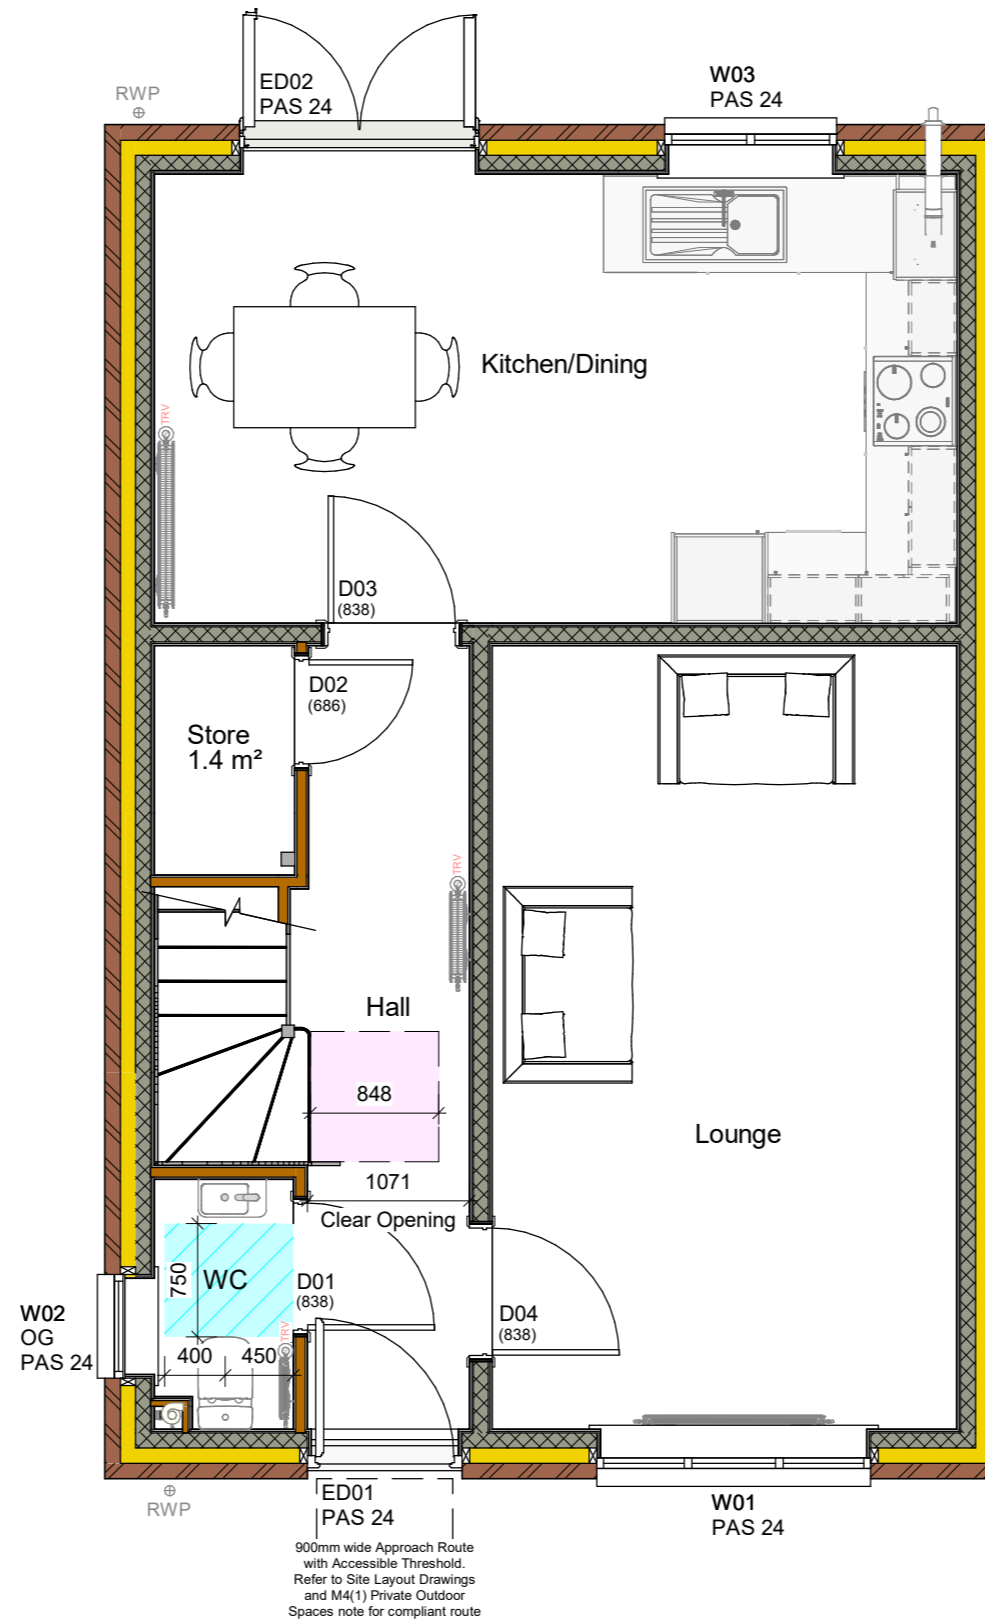 ED02
PAS 24
W03
PAS 24
RWP
Kitchen/Dining
TRV
D03
(838)
D02
(686)
Store
1.4 m²
TRV
Hall
848
Lounge
1071
Clear Opening
750
WC
D01
(838)
D04
(838)
W02
OG
PAS 24
TRV
400
450
RWP
ED01
PAS 24
W01
PAS 24
900mm wide Approach Route
with Accessible Threshold.
Refer to Site Layout Drawings
and M4(1) Private Outdoor
Spaces note for compliant route